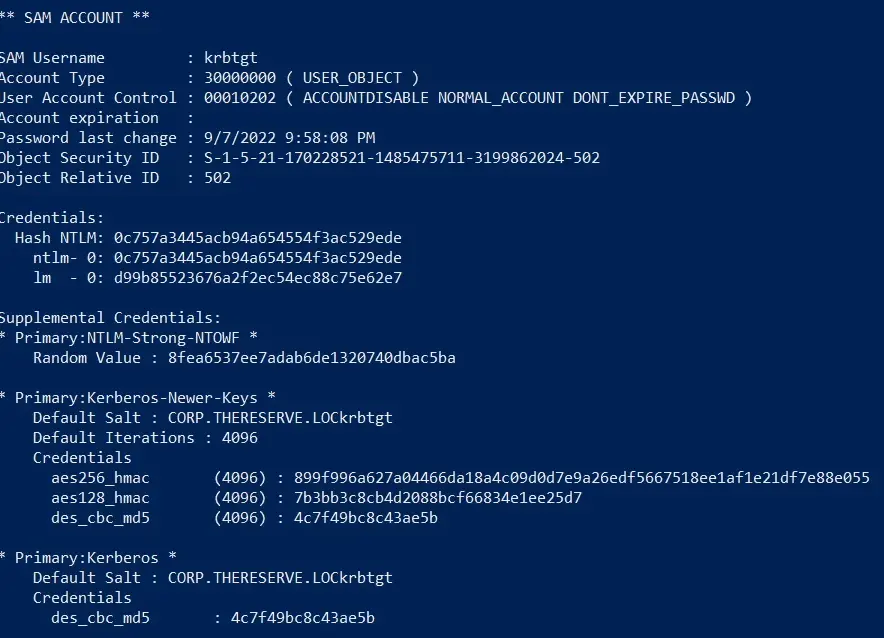 ** SAM ACCOUNT **
SAM Username : krbtgt
Account Type : 30000000 ( USER_OBJECT )
User Account Control : 00010202 ( ACCOUNTDISABLE NORMAL_ACCOUNT DONT_EXPIRE_PASSWD )
Account expiration :
Password last change : 9/7/2022 9:58:08 PM
Object Security ID : S-1-5-21-170228521-1485475711-3199862024-502
Object Relative ID : 502
Credentials:
Hash NTLM: 0c757a3445acb94a654554f3ac529ede
ntlm- 0: 0c757a3445acb94a654554f3ac529ede
lm - 0: d99b85523676a2f2ec54ec88c75e62e7
Supplemental Credentials:
* Primary:NTLM-Strong-NTOWF *
Random Value : 8fea6537ee7adab6de1320740dbac5ba
* Primary:Kerberos-Newer-Keys *
Default Salt : CORP.THERESERVE.LOCkrbtgt
Default Iterations : 4096
Credentials
aes256_hmac (4096) : 899f996a627a04466da18a4c09d0d7e9a26edf5667518ee1af1e21df7e88e055
aes128_hmac (4096) : 7b3bb3c8cb4d2088bcf66834e1ee25d7
des_cbc_md5 (4096) : 4c7f49bc8c43ae5b
* Primary:Kerberos *
Default Salt : CORP.THERESERVE.LOCkrbtgt
Credentials
des_cbc_md5 : 4c7f49bc8c43ae5b